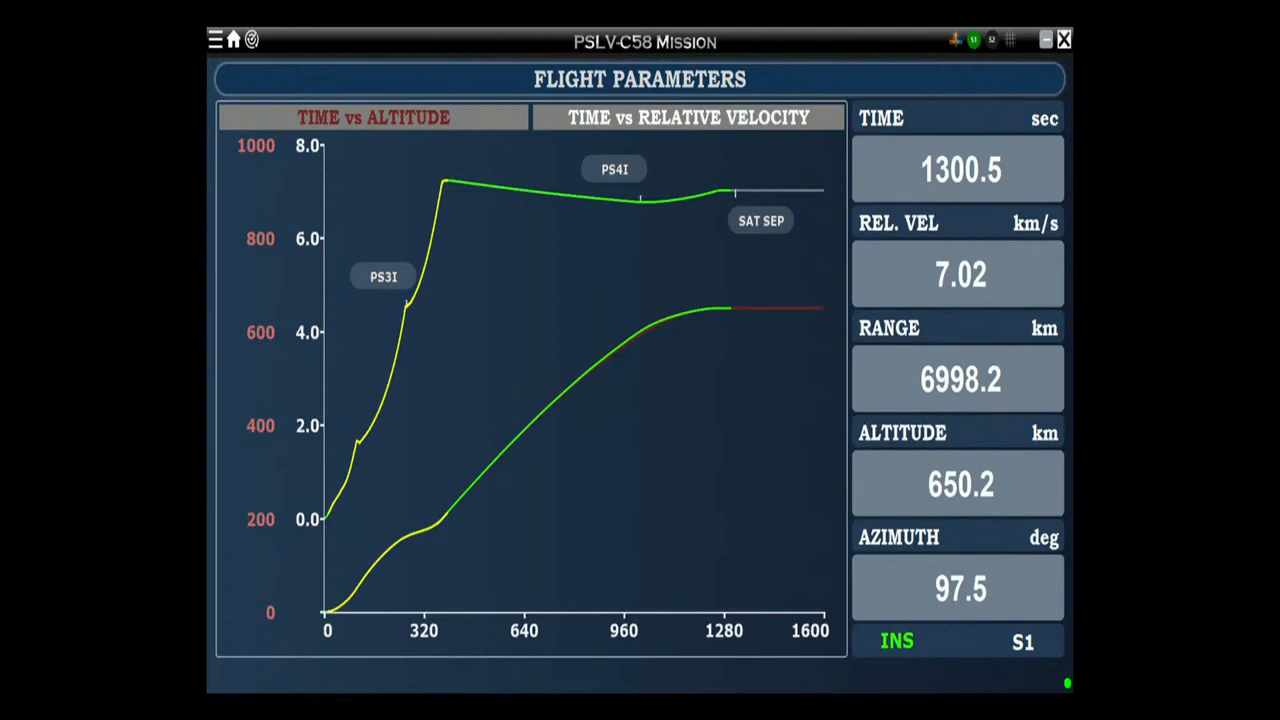 PSLV-C58 Mission
S1
S2
FLIGHT PARAMETERS
TIME vs ALTITUDE
TIME vs RELATIVE VELOCITY
1000 8.0
800 6.0
600 4.0
400 2.0
200 0.0
0
PS3I
PS4I
SAT SEP
0 320 640 960 1280 1600
TIME sec
1300.5
REL. VEL km/s
7.02
RANGE km
6998.2
ALTITUDE km
650.2
AZIMUTH deg
97.5
INS S1